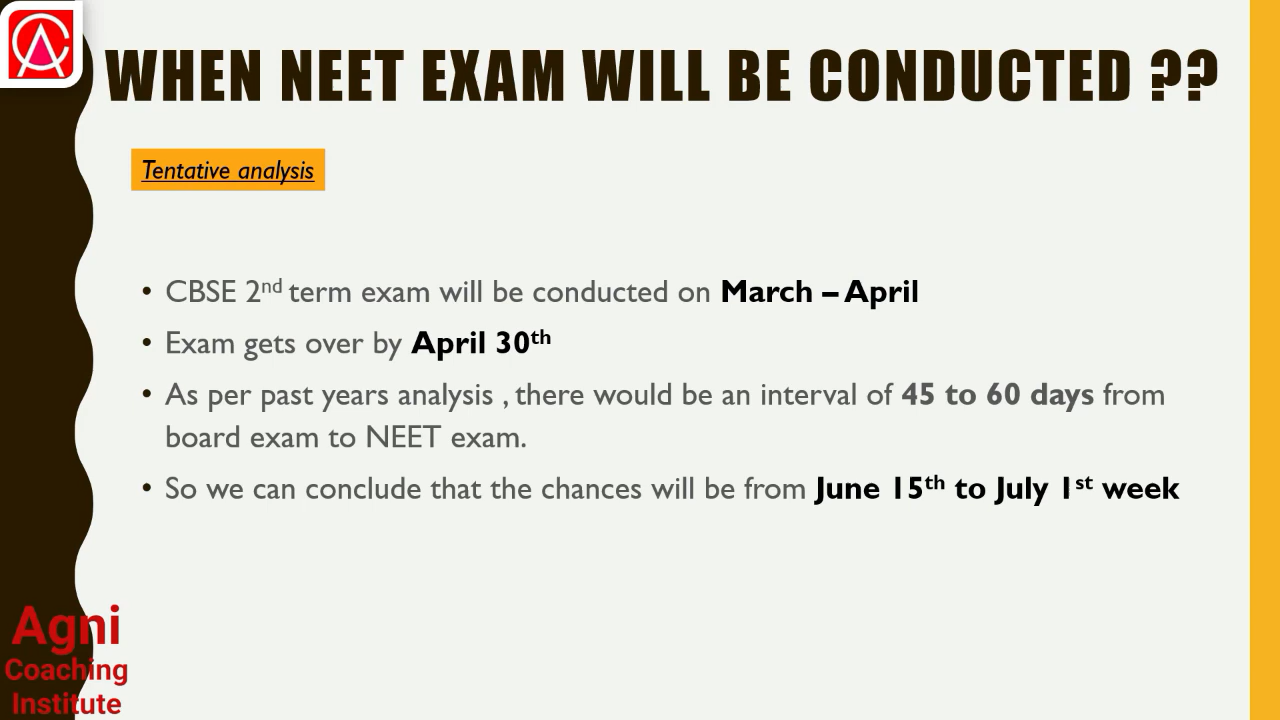 WHEN NEET EXAM WILL BE CONDUCTED ??
Tentative analysis
• CBSE 2nd term exam will be conducted on March – April
• Exam gets over by April 30th
• As per past years analysis , there would be an interval of 45 to 60 days from
board exam to NEET exam.
• So we can conclude that the chances will be from June 15th to July 1st week
Agni
Coaching
Institute